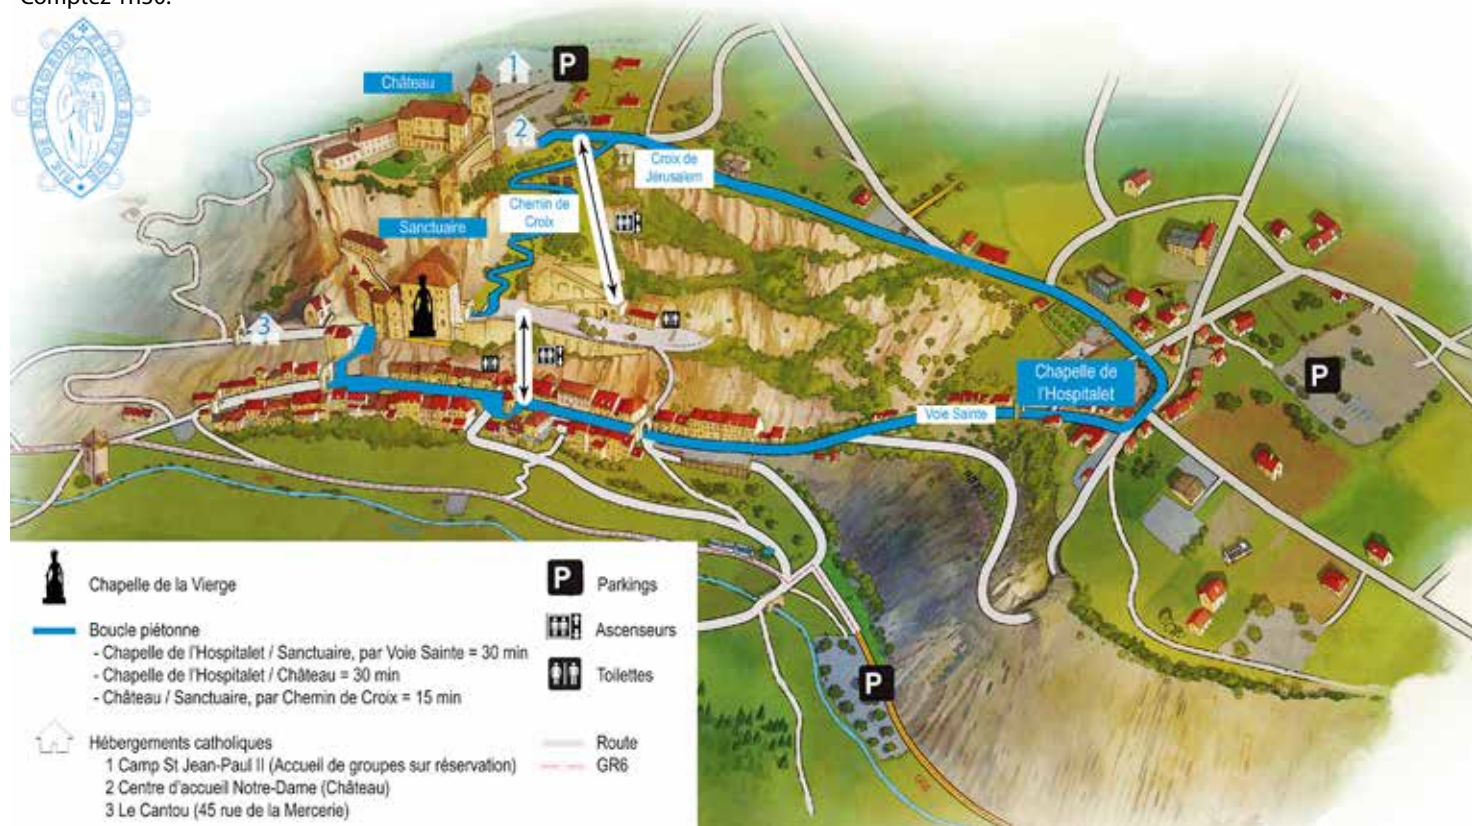 Comptez 1h30.
1
P
Château
2
Croix de
Jérusalem
Chemin de
Croix
Sanctuaire
3
P
Chapelle de
l'Hospitalet
Voie Sainte
P
GR6
Chapelle de la Vierge
Boucle piétonne
- Chapelle de l'Hospitalet / Sanctuaire, par Voie Sainte = 30 min
- Chapelle de l'Hospitalet / Château = 30 min
- Château / Sanctuaire, par Chemin de Croix = 15 min
Hébergements catholiques
1 Camp St Jean-Paul II (Accueil de groupes sur réservation)
2 Centre d'accueil Notre-Dame (Château)
3 Le Cantou (45 rue de la Mercerie)
P Parkings
Ascenseurs
Toilettes
Route
GR6